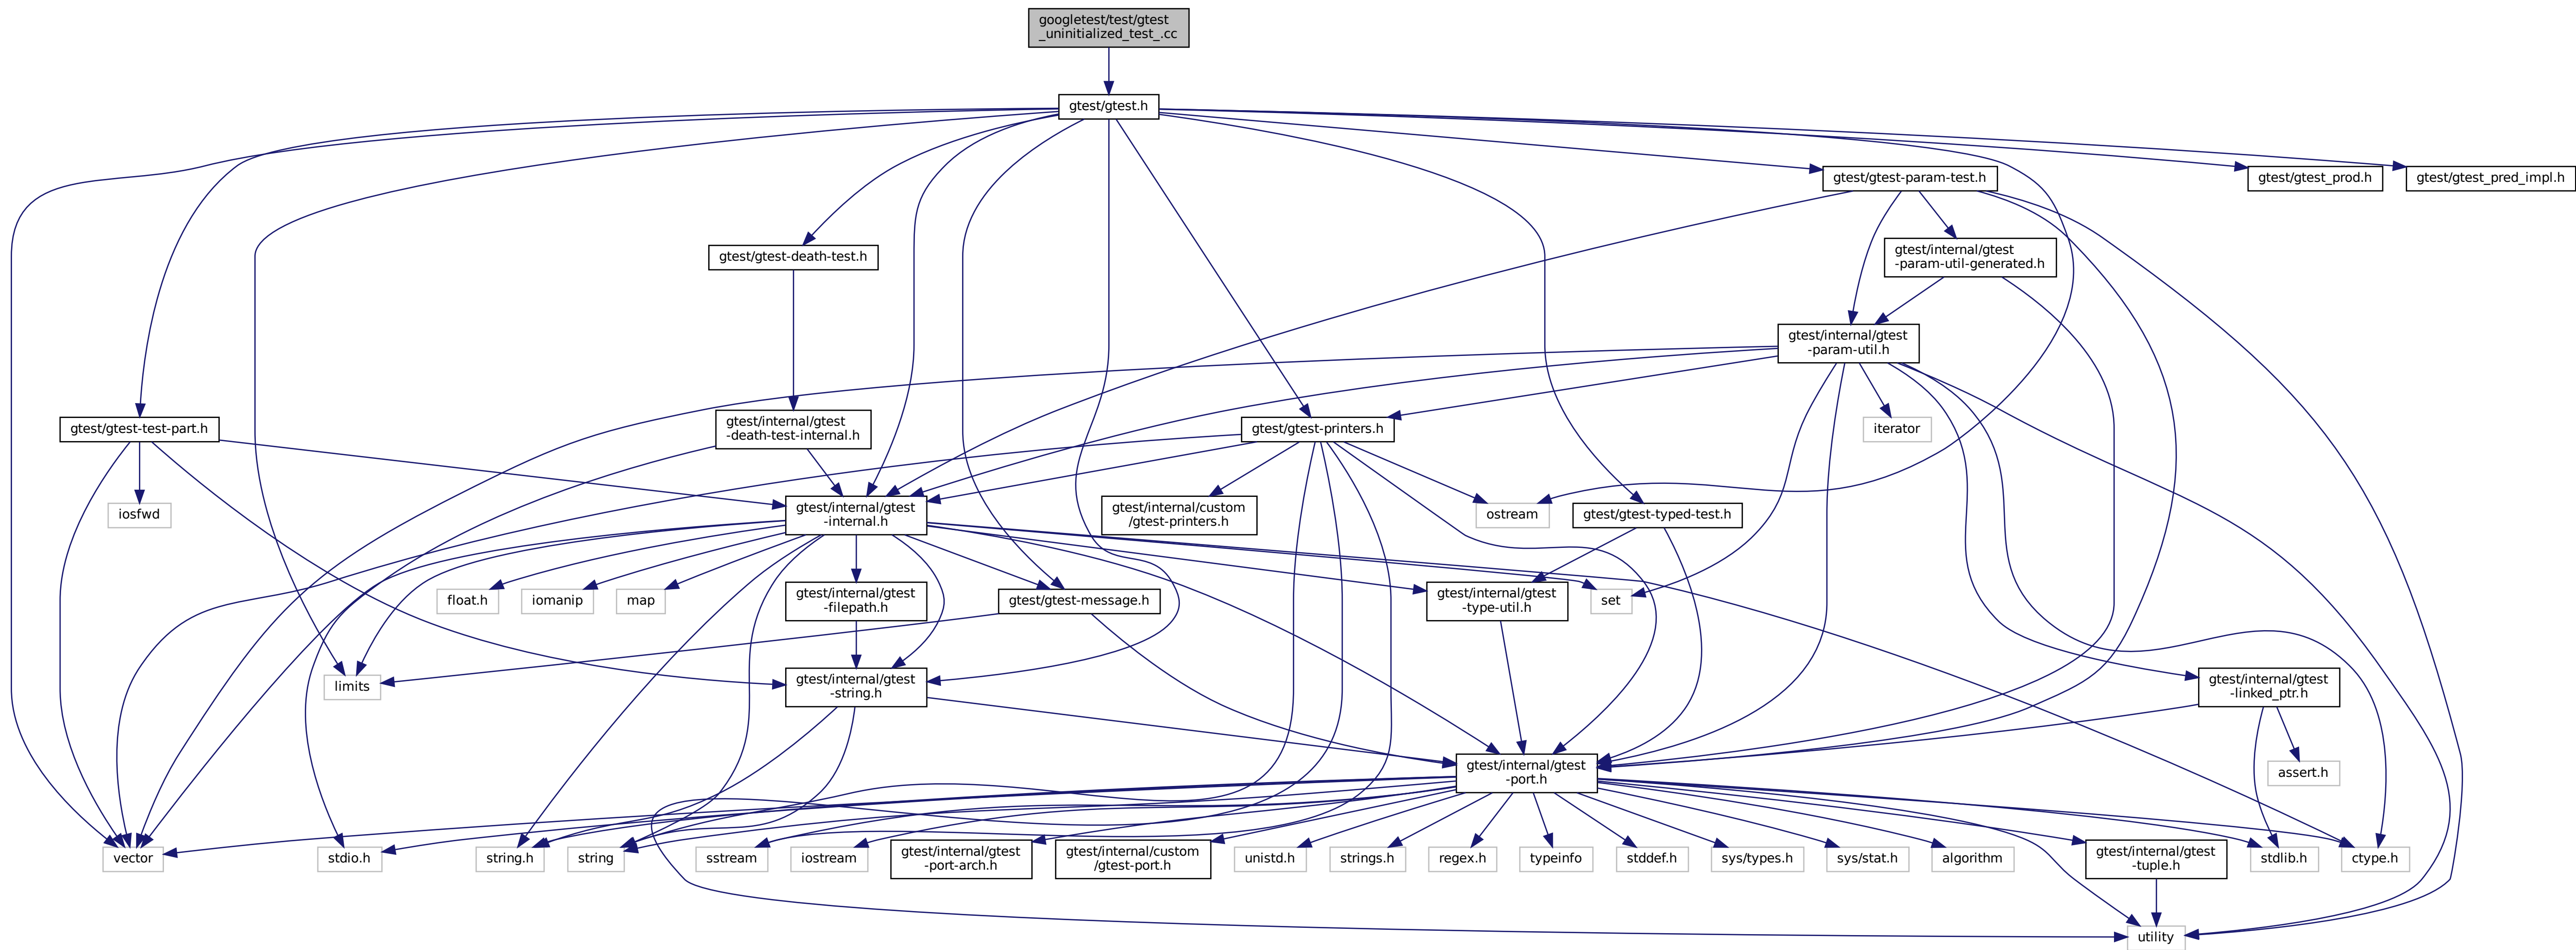 googletest/test/gtest
_uninitialized_test_.cc
gtest/gtest.h
gtest/gtest-param-test.h
gtest/gtest_prod.h
gtest/gtest_pred_impl.h
gtest/gtest-death-test.h
gtest/internal/gtest
-param-util-generated.h
gtest/internal/gtest
-param-util.h
gtest/gtest-test-part.h
gtest/internal/gtest
-death-test-internal.h
gtest/gtest-printers.h
iterator
iosfwd
gtest/internal/gtest
-internal.h
gtest/internal/custom
/gtest-printers.h
ostream
gtest/gtest-typed-test.h
float.h
iomanip
map
gtest/internal/gtest
-filepath.h
gtest/gtest-message.h
gtest/internal/gtest
-type-util.h
set
limits
gtest/internal/gtest
-string.h
gtest/internal/gtest
-linked_ptr.h
gtest/internal/gtest
-port.h
assert.h
vector
stdio.h
string.h
string
sstream
iostream
gtest/internal/gtest
-port-arch.h
gtest/internal/custom
/gtest-port.h
unistd.h
strings.h
regex.h
typeinfo
stddef.h
sys/types.h
sys/stat.h
algorithm
gtest/internal/gtest
-tuple.h
stdlib.h
ctype.h
utility